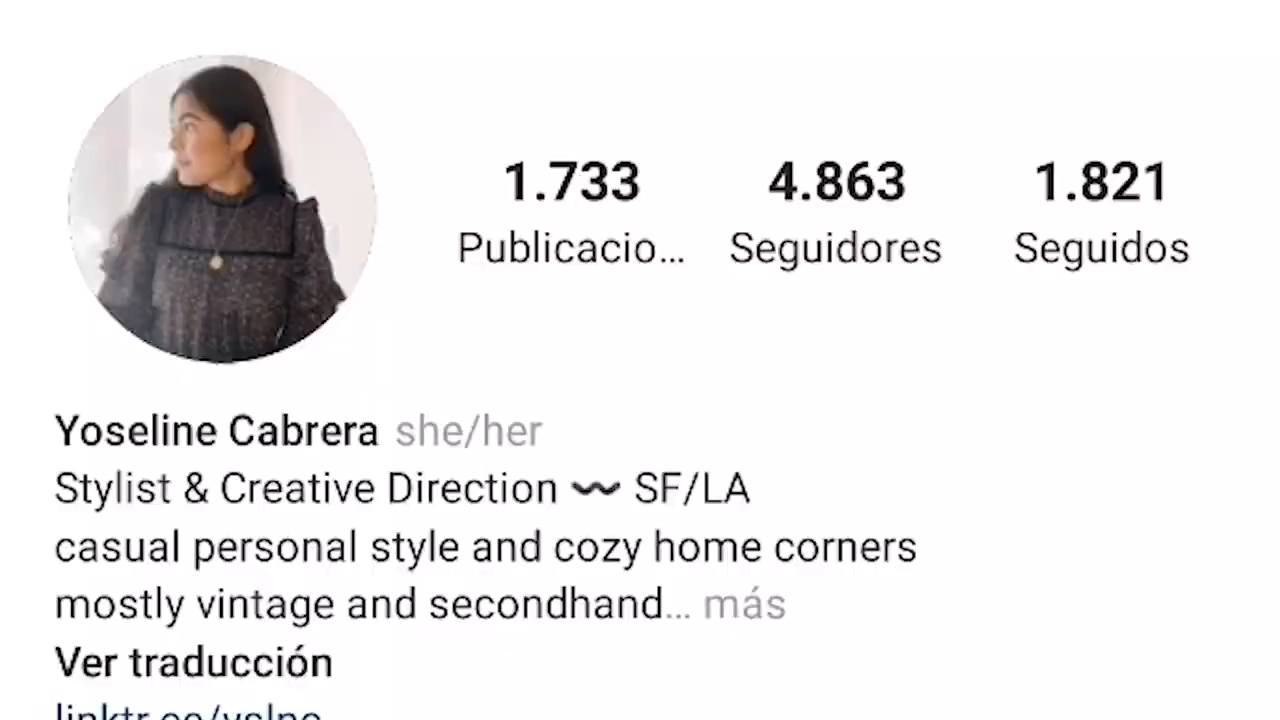 1.733 4.863 1.821
Publicacio... Seguidores Seguidos
Yoseline Cabrera she/her
Stylist & Creative Direction 〰️ SF/LA
casual personal style and cozy home corners
mostly vintage and secondhand... más
Ver traducción